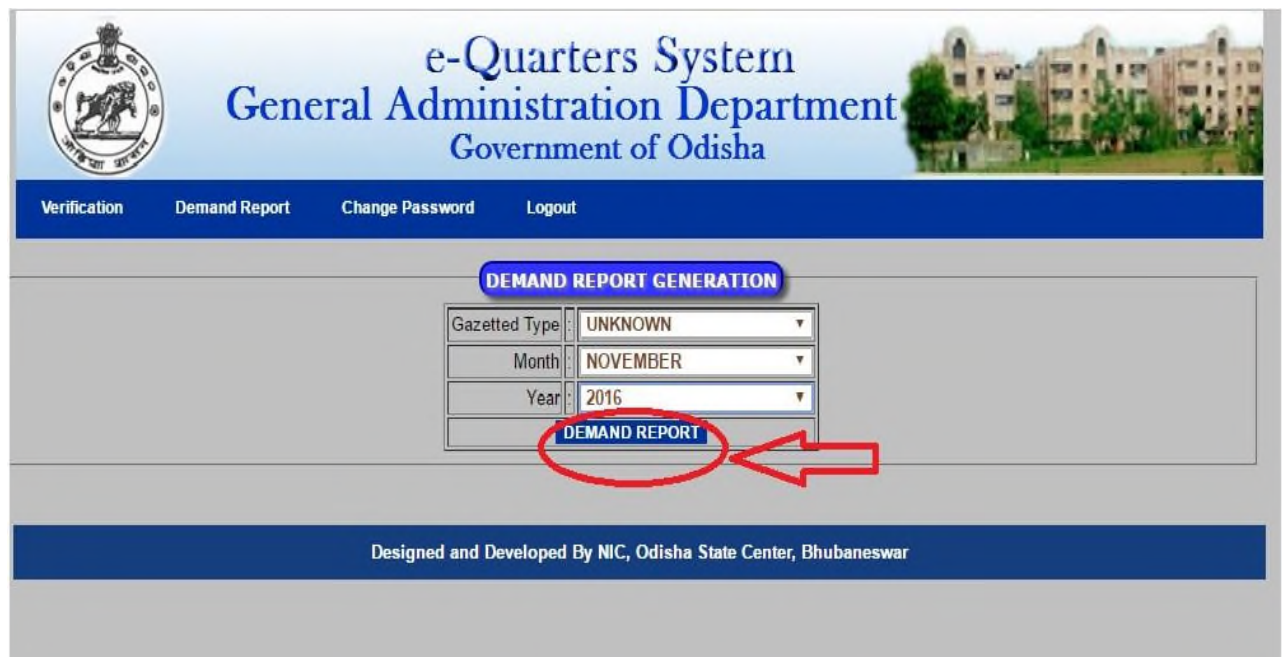 e-Quarters System
General Administration Department
Government of Odisha
Verification Demand Report Change Password Logout
DEMAND REPORT GENERATION
Gazetted Type : UNKNOWN
Month : NOVEMBER
Year : 2016
DEMAND REPORT
Designed and Developed By NIC, Odisha State Center, Bhubaneswar